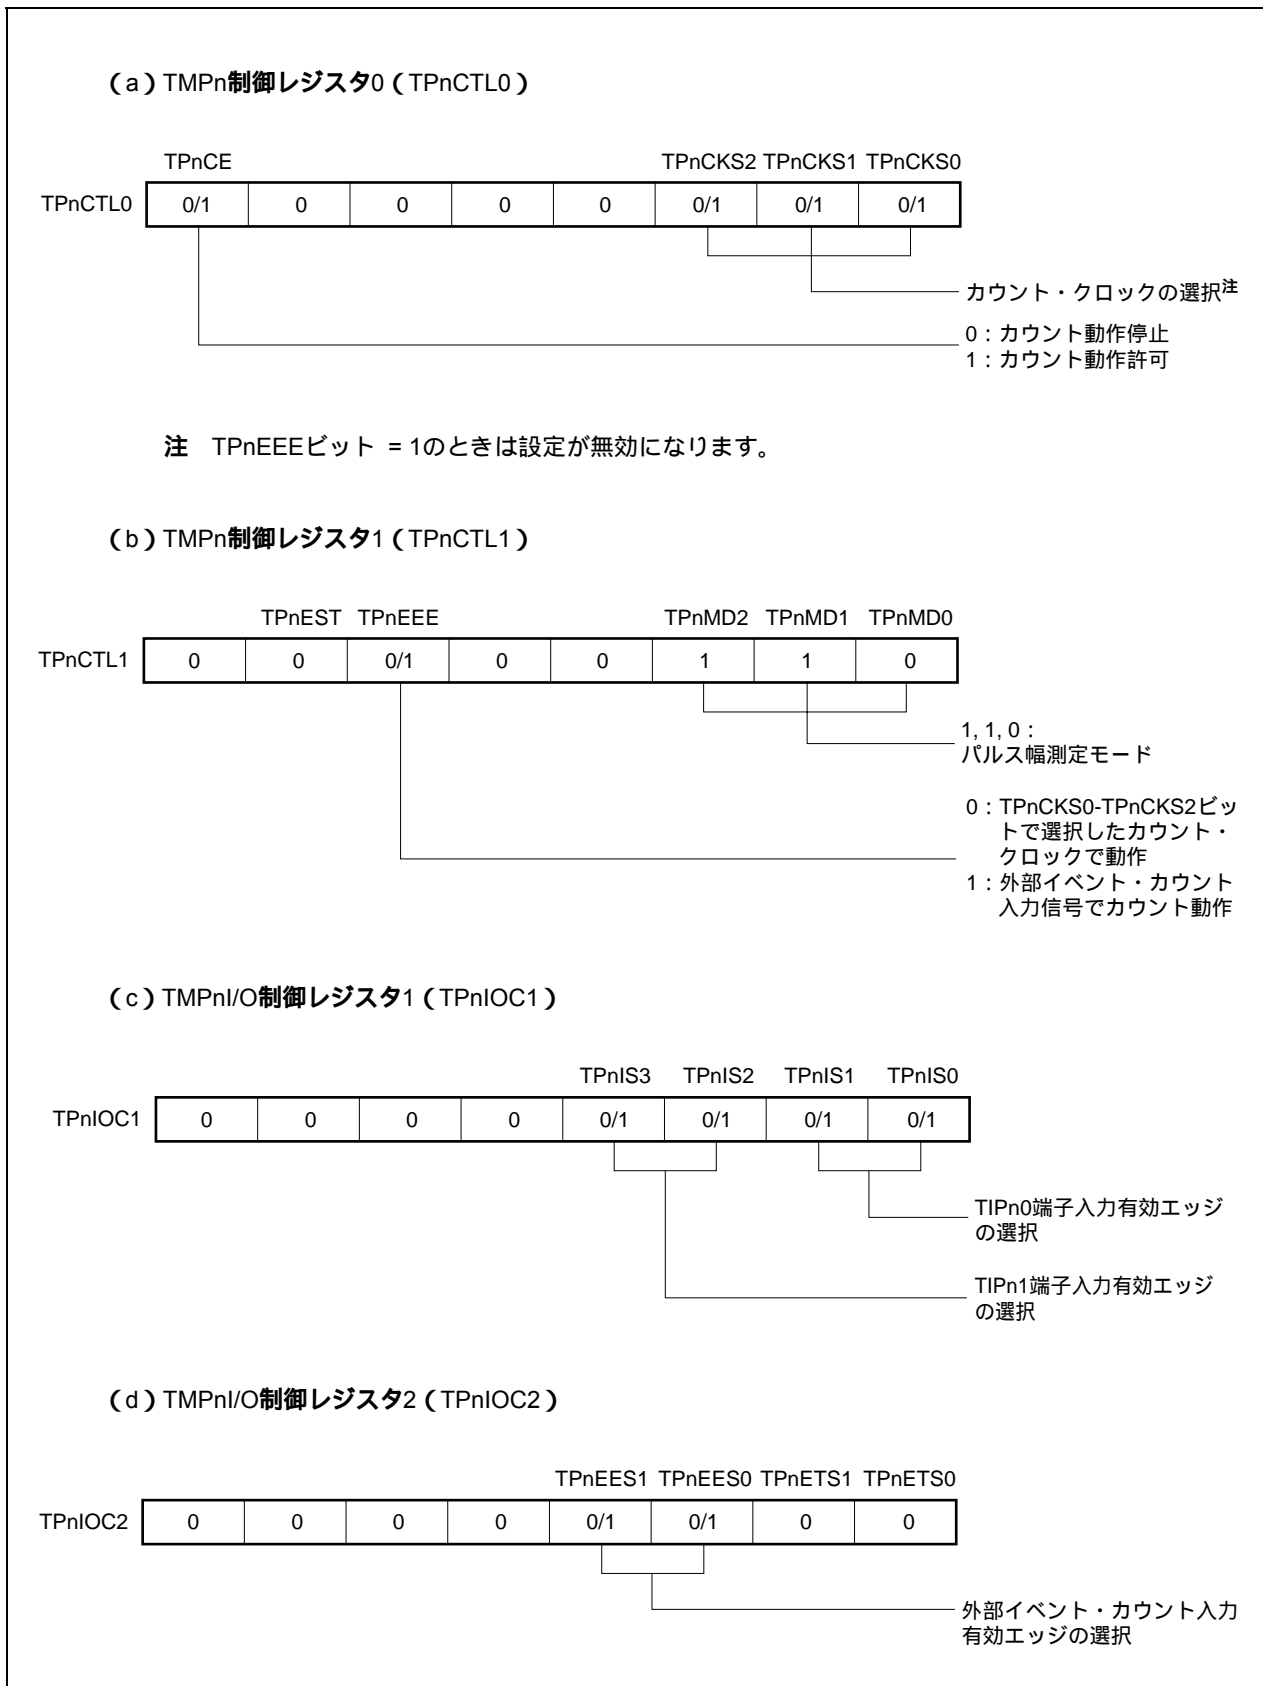 (a)TMPn制御レジスタ0(TPnCTL0)
TPnCE TPnCKS2 TPnCKS1 TPnCKS0
TPnCTL0 0/1 0 0 0 0 0/1 0/1 0/1
カウント・クロックの選択注
0：カウント動作停止
1：カウント動作許可
注 TPnEEEビット = 1のときは設定が無効になります。
(b)TMPn制御レジスタ1(TPnCTL1)
TPnEST TPnEEE TPnMD2 TPnMD1 TPnMD0
TPnCTL1 0 0 0/1 0 0 1 1 0
1, 1, 0：
パルス幅測定モード
0：TPnCKS0-TPnCKS2ビッ
トで選択したカウント・
クロックで動作
1：外部イベント・カウント
入力信号でカウント動作
(c)TMPnI/O制御レジスタ1(TPnIOC1)
TPnIS3 TPnIS2 TPnIS1 TPnIS0
TPnIOC1 0 0 0 0 0/1 0/1 0/1 0/1
TIPn0端子入力有効エッジ
の選択
TIPn1端子入力有効エッジ
の選択
(d)TMPnI/O制御レジスタ2(TPnIOC2)
TPnEES1 TPnEES0 TPnETS1 TPnETS0
TPnIOC2 0 0 0 0 0/1 0/1 0 0
外部イベント・カウント入力
有効エッジの選択